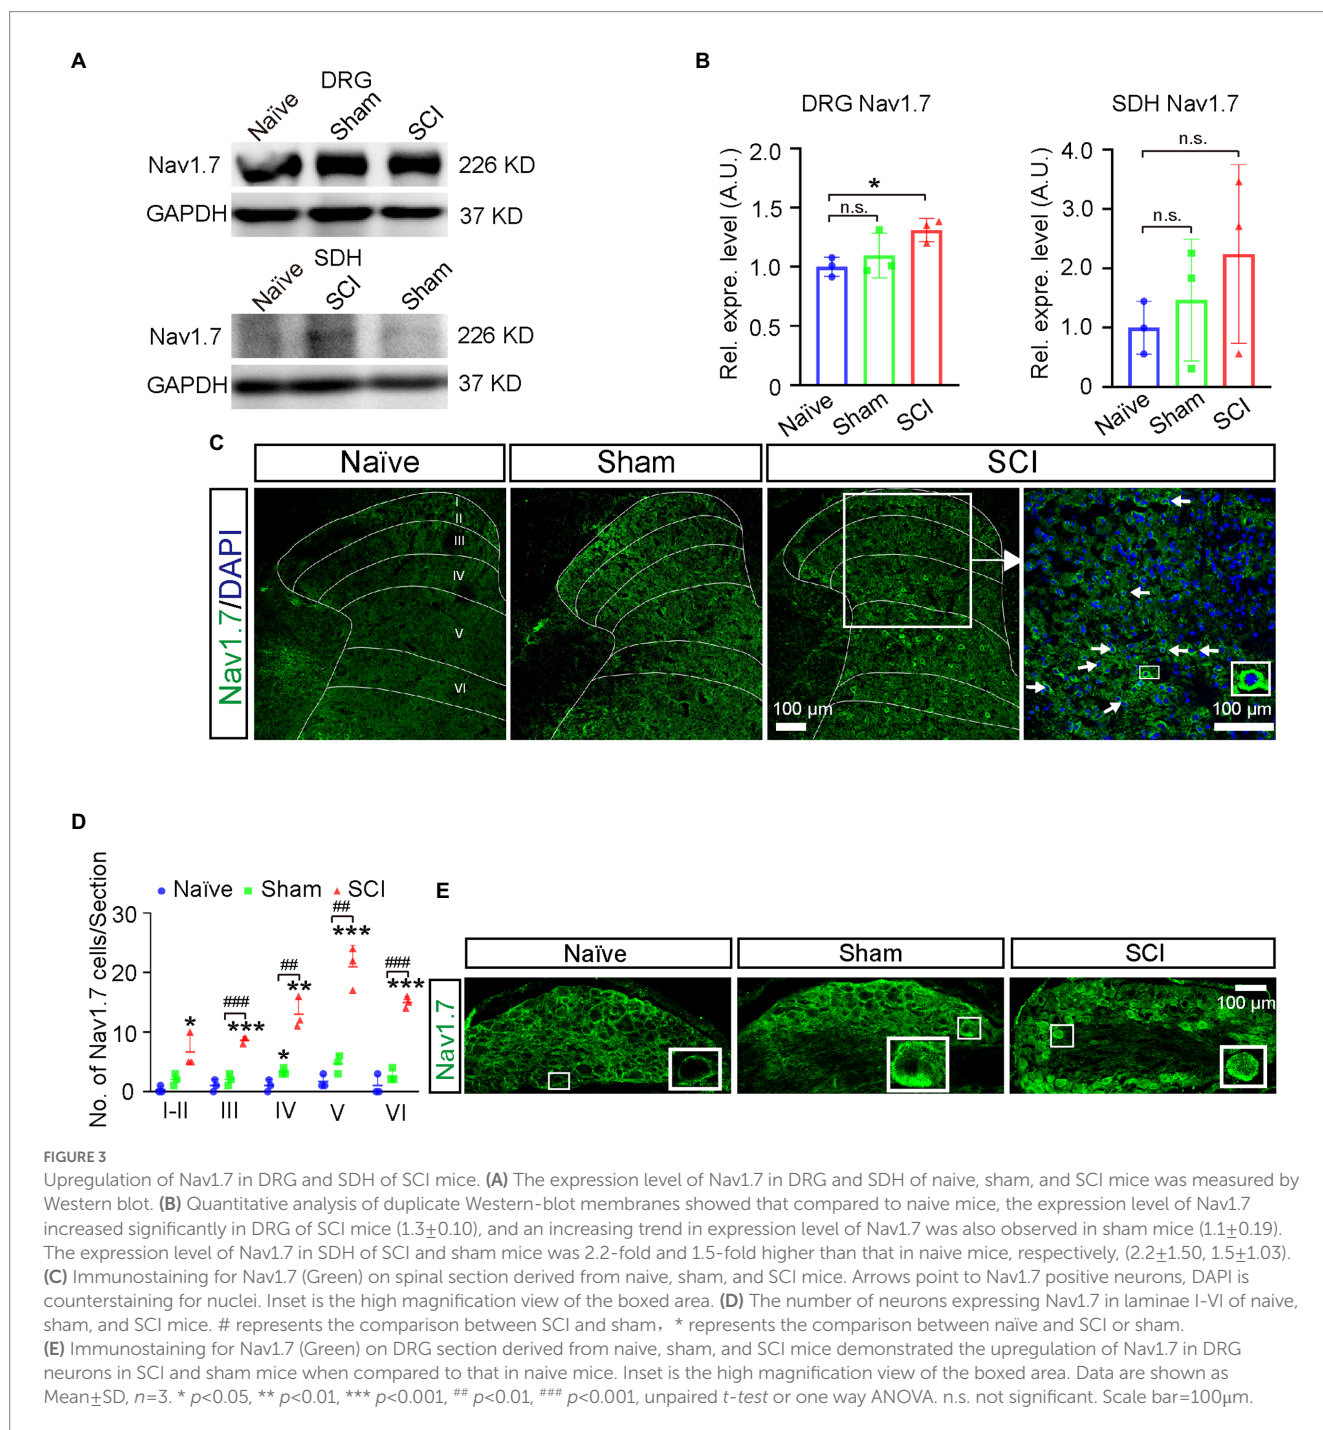 A
DRG
Naïve
Sham
SCI
Nav1.7
226 KD
GAPDH
37 KD
SDH
Naïve
SCI
Sham
Nav1.7
226 KD
GAPDH
37 KD
B
DRG Nav1.7
Rel. expre. level (A.U.)
2.0
1.5
1.0
0.5
0
*
n.s.
Naïve
Sham
SCI
SDH Nav1.7
Rel. expre. level (A.U.)
4.0
3.0
2.0
1.0
0
n.s.
n.s.
Naïve
Sham
SCI
C
Naïve
Sham
SCI
Nav1.7/DAPI
I
II
III
IV
V
VI
100 µm
100 µm
D
Naïve
Sham
SCI
No. of Nav1.7 cells/Section
30
20
10
0
*
###
***
##
**
*
##
***
###
***
I-II
III
IV
V
VI
E
Naïve
Sham
SCI
Nav1.7
100 µm
FIGURE 3
Upregulation of Nav1.7 in DRG and SDH of SCI mice. (A) The expression level of Nav1.7 in DRG and SDH of naive, sham, and SCI mice was measured by
Western blot. (B) Quantitative analysis of duplicate Western-blot membranes showed that compared to naive mice, the expression level of Nav1.7
increased significantly in DRG of SCI mice (1.3±0.10), and an increasing trend in expression level of Nav1.7 was also observed in sham mice (1.1±0.19).
The expression level of Nav1.7 in SDH of SCI and sham mice was 2.2-fold and 1.5-fold higher than that in naive mice, respectively, (2.2±1.50, 1.5±1.03).
(C) Immunostaining for Nav1.7 (Green) on spinal section derived from naive, sham, and SCI mice. Arrows point to Nav1.7 positive neurons, DAPI is
counterstaining for nuclei. Inset is the high magnification view of the boxed area. (D) The number of neurons expressing Nav1.7 in laminae I-VI of naive,
sham, and SCI mice. # represents the comparison between SCI and sham，* represents the comparison between naïve and SCI or sham.
(E) Immunostaining for Nav1.7 (Green) on DRG section derived from naive, sham, and SCI mice demonstrated the upregulation of Nav1.7 in DRG
neurons in SCI and sham mice when compared to that in naive mice. Inset is the high magnification view of the boxed area. Data are shown as
Mean±SD, n=3. * p<0.05, ** p<0.01, *** p<0.001, ## p<0.01, ### p<0.001, unpaired t-test or one way ANOVA. n.s. not significant. Scale bar=100μm.